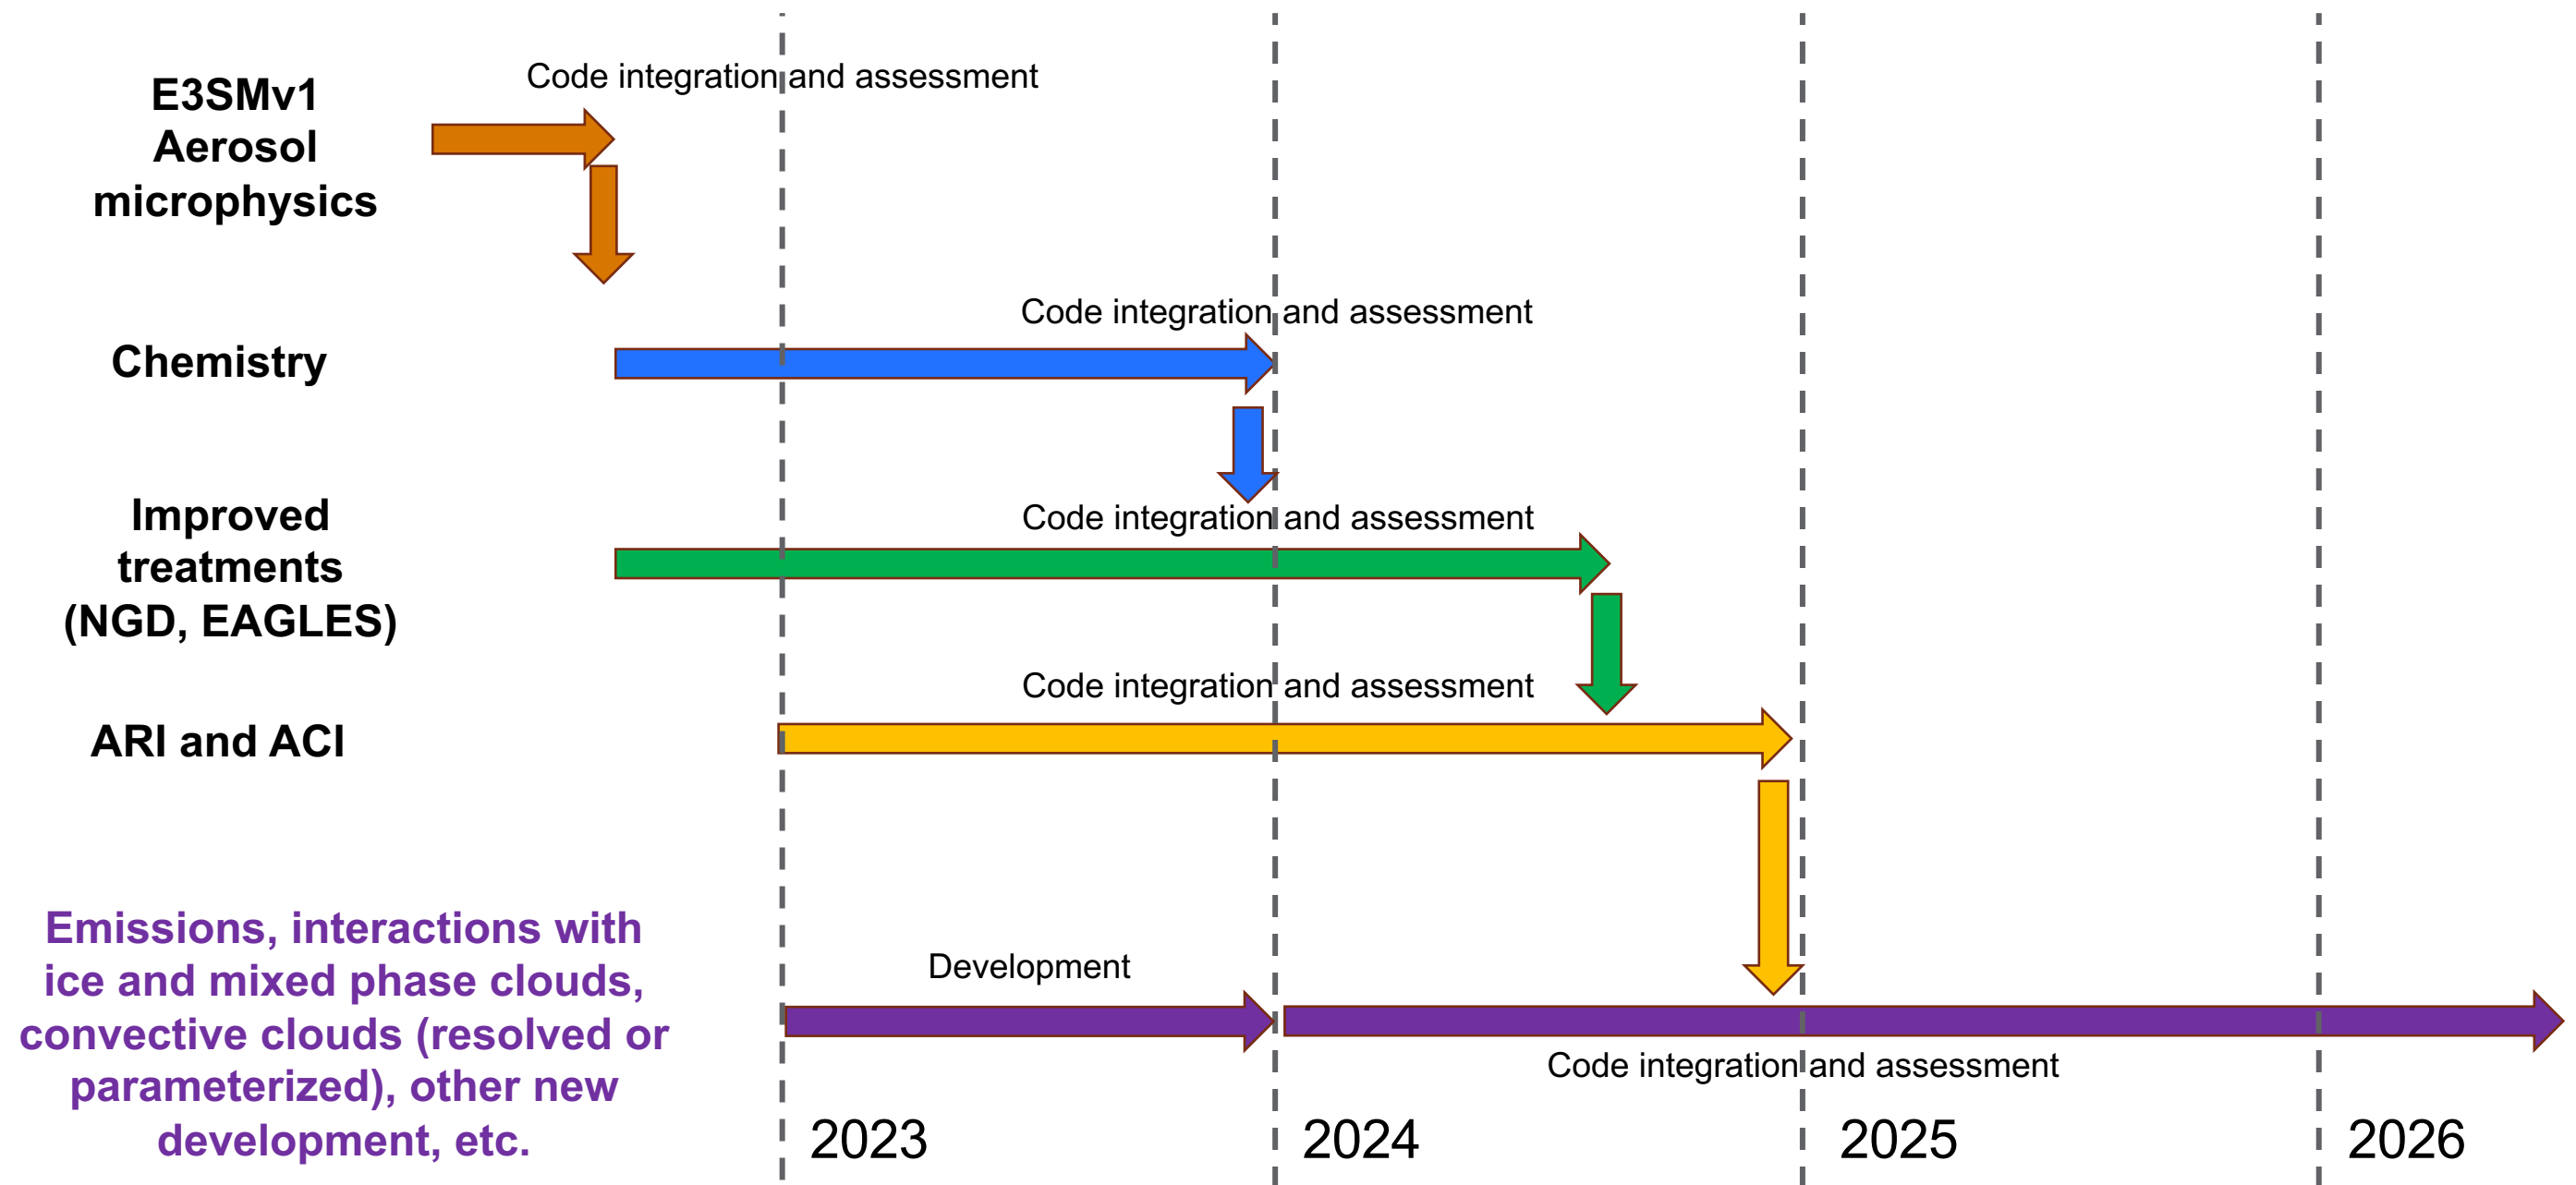 Code integration and assessment
E3SMv1
Aerosol
microphysics
Code integration and assessment
Chemistry
Code integration and assessment
Improved
treatments
(NGD, EAGLES)
Code integration and assessment
ARI and ACI
Emissions, interactions with
ice and mixed phase clouds,
convective clouds (resolved or
parameterized), other new
development, etc.
Development
Code integration and assessment
2023
2024
2025
2026